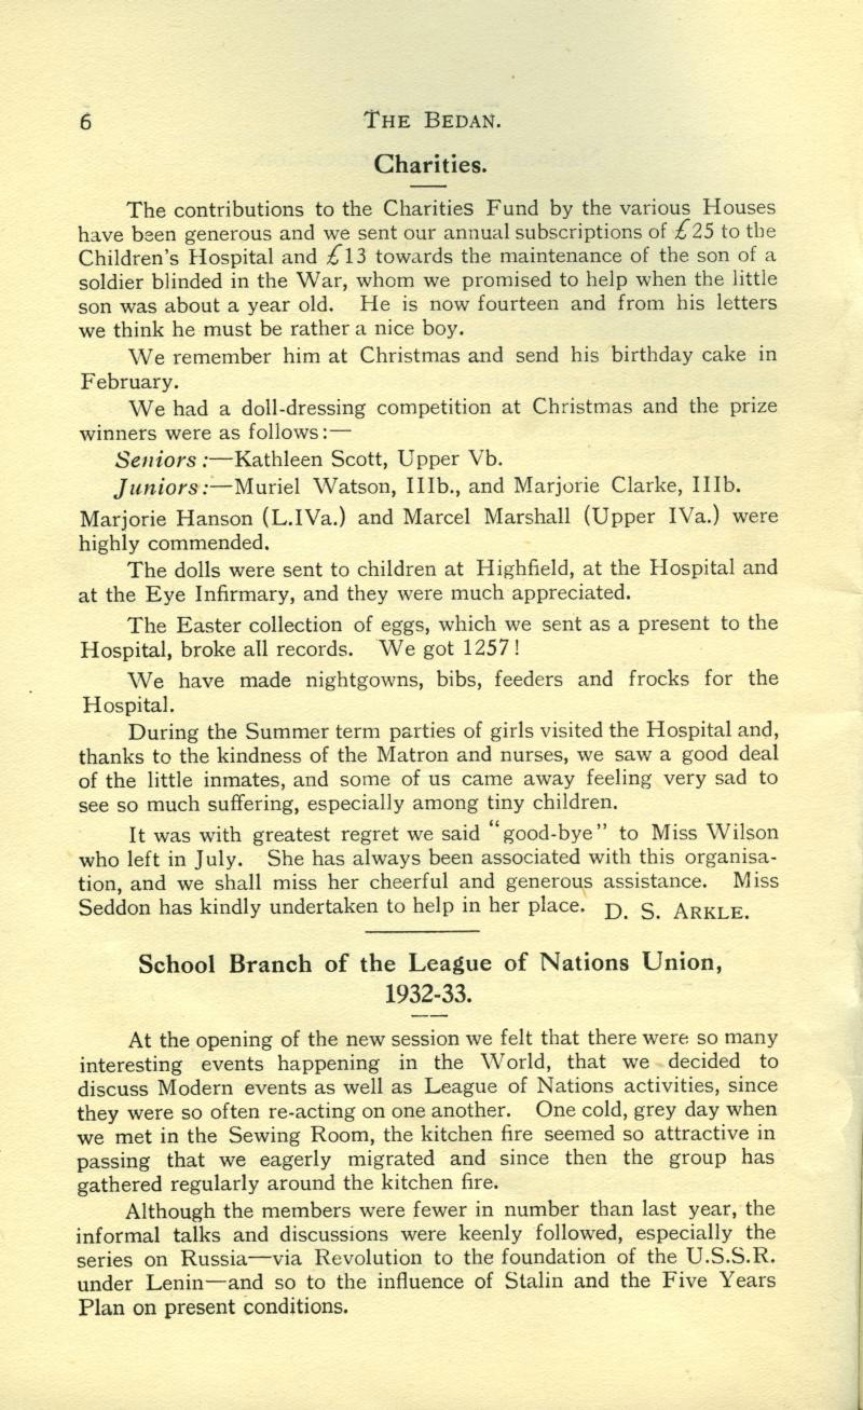 6 THE BEDAN.
Charities.
The contributions to the Charities Fund by the various Houses
have been generous and we sent our annual subscriptions of £25 to the
Children's Hospital and £13 towards the maintenance of the son of a
soldier blinded in the War, whom we promised to help when the little
son was about a year old. He is now fourteen and from his letters
we think he must be rather a nice boy.
We remember him at Christmas and send his birthday cake in
February.
We had a doll-dressing competition at Christmas and the prize
winners were as follows:—
Seniors:—Kathleen Scott, Upper Vb.
Juniors:—Muriel Watson, IIIb., and Marjorie Clarke, IIIb.
Marjorie Hanson (L.IVa.) and Marcel Marshall (Upper IVa.) were
highly commended.
The dolls were sent to children at Highfield, at the Hospital and
at the Eye Infirmary, and they were much appreciated.
The Easter collection of eggs, which we sent as a present to the
Hospital, broke all records. We got 1257!
We have made nightgowns, bibs, feeders and frocks for the
Hospital.
During the Summer term parties of girls visited the Hospital and,
thanks to the kindness of the Matron and nurses, we saw a good deal
of the little inmates, and some of us came away feeling very sad to
see so much suffering, especially among tiny children.
It was with greatest regret we said "good-bye" to Miss Wilson
who left in July. She has always been associated with this organisa-
tion, and we shall miss her cheerful and generous assistance. Miss
Seddon has kindly undertaken to help in her place. D. S. ARKLE.
School Branch of the League of Nations Union,
1932-33.
At the opening of the new session we felt that there were so many
interesting events happening in the World, that we decided to
discuss Modern events as well as League of Nations activities, since
they were so often re-acting on one another. One cold, grey day when
we met in the Sewing Room, the kitchen fire seemed so attractive in
passing that we eagerly migrated and since then the group has
gathered regularly around the kitchen fire.
Although the members were fewer in number than last year, the
informal talks and discussions were keenly followed, especially the
series on Russia—via Revolution to the foundation of the U.S.S.R.
under Lenin—and so to the influence of Stalin and the Five Years
Plan on present conditions.